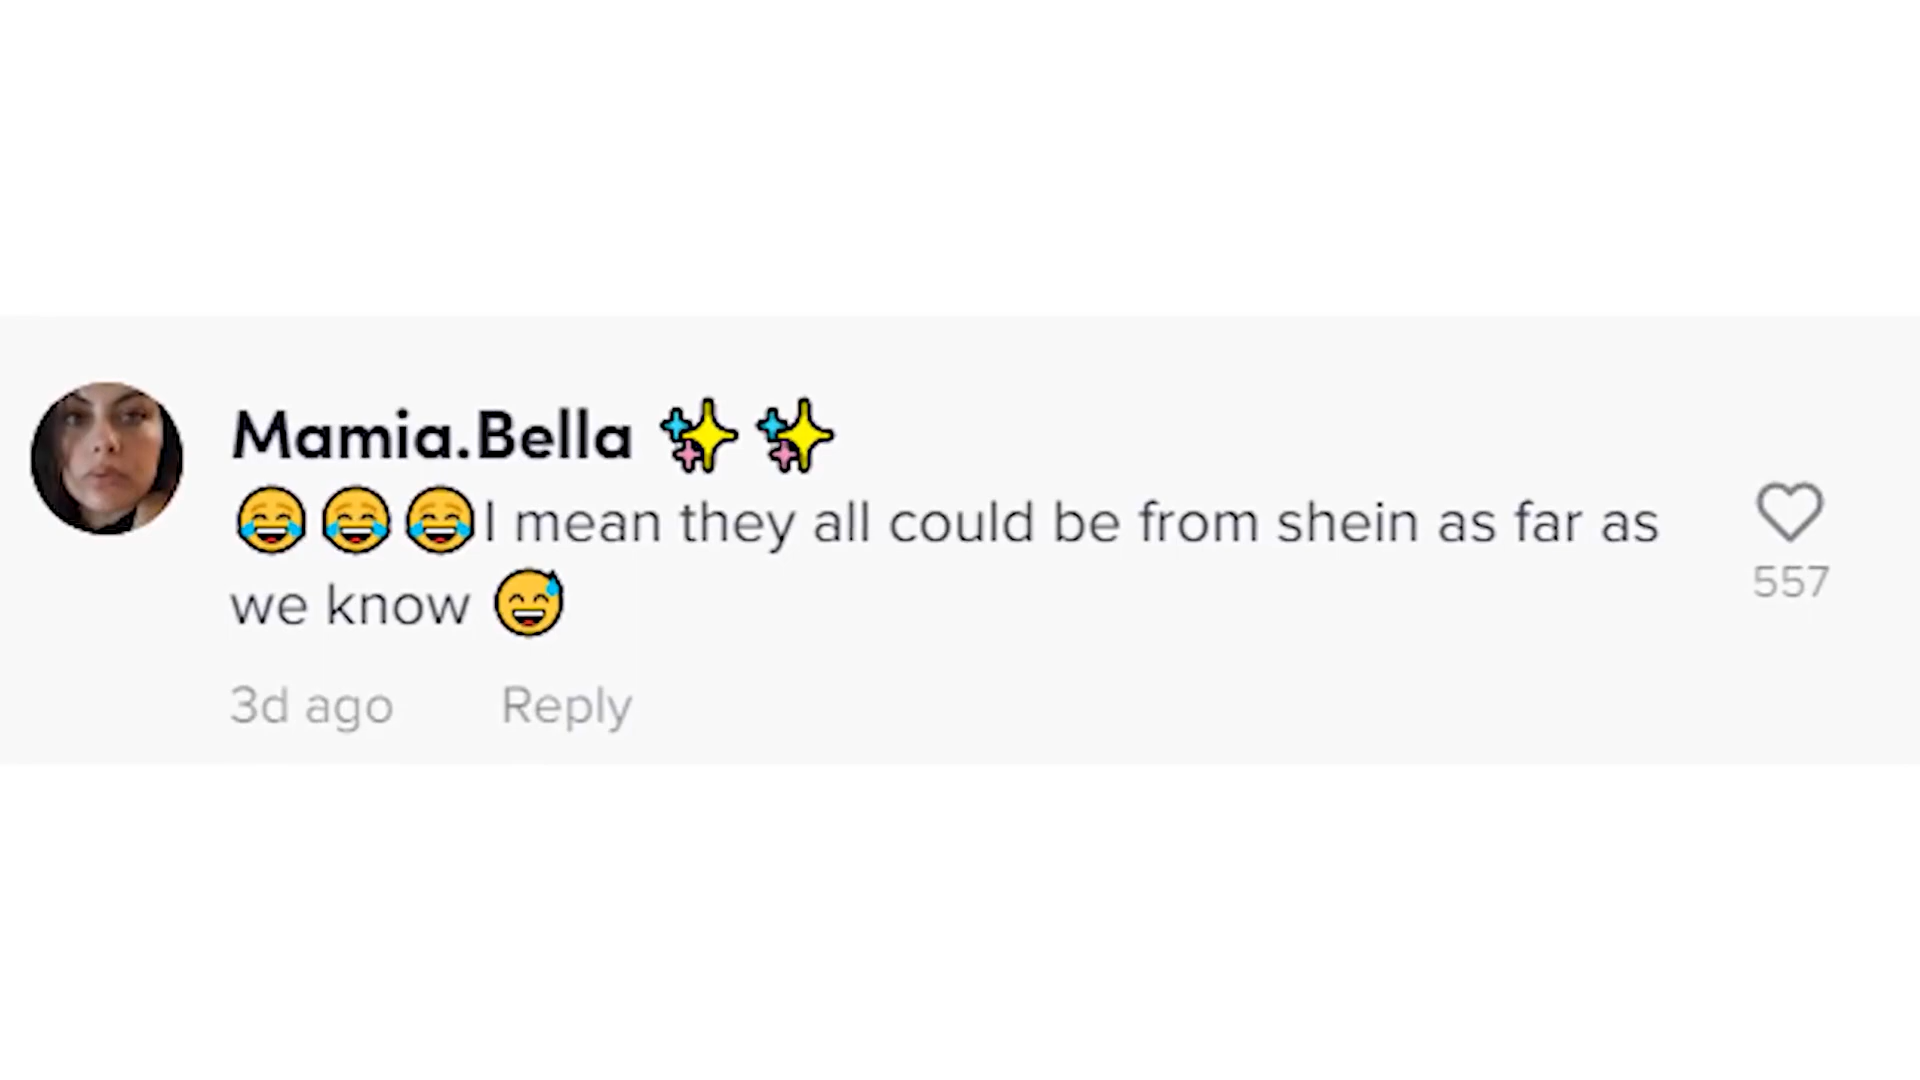 Mamia.Bella ✨ ✨
😂😂😂I mean they all could be from shein as far as
we know 😅
557
3d ago Reply